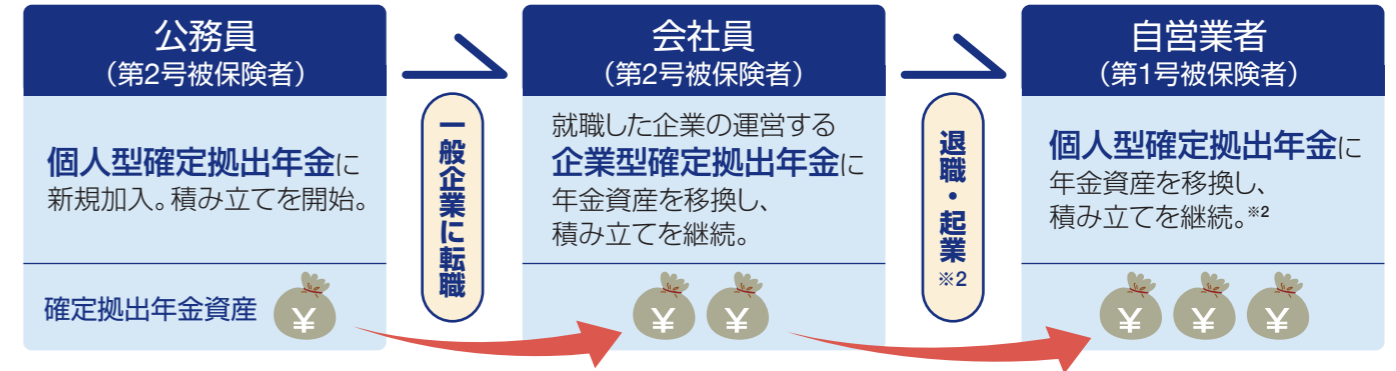 公務員
（第2号被保険者）
個人型確定拠出年金に
新規加入。積み立てを開始。
確定拠出年金資産
¥
一般企業に転職
会社員
（第2号被保険者）
就職した企業の運営する
企業型確定拠出年金に
年金資産を移換し、
積み立てを継続。
¥ ¥
退職・起業
※2
自営業者
（第1号被保険者）
個人型確定拠出年金に
年金資産を移換し、
積み立てを継続。※2
¥ ¥ ¥